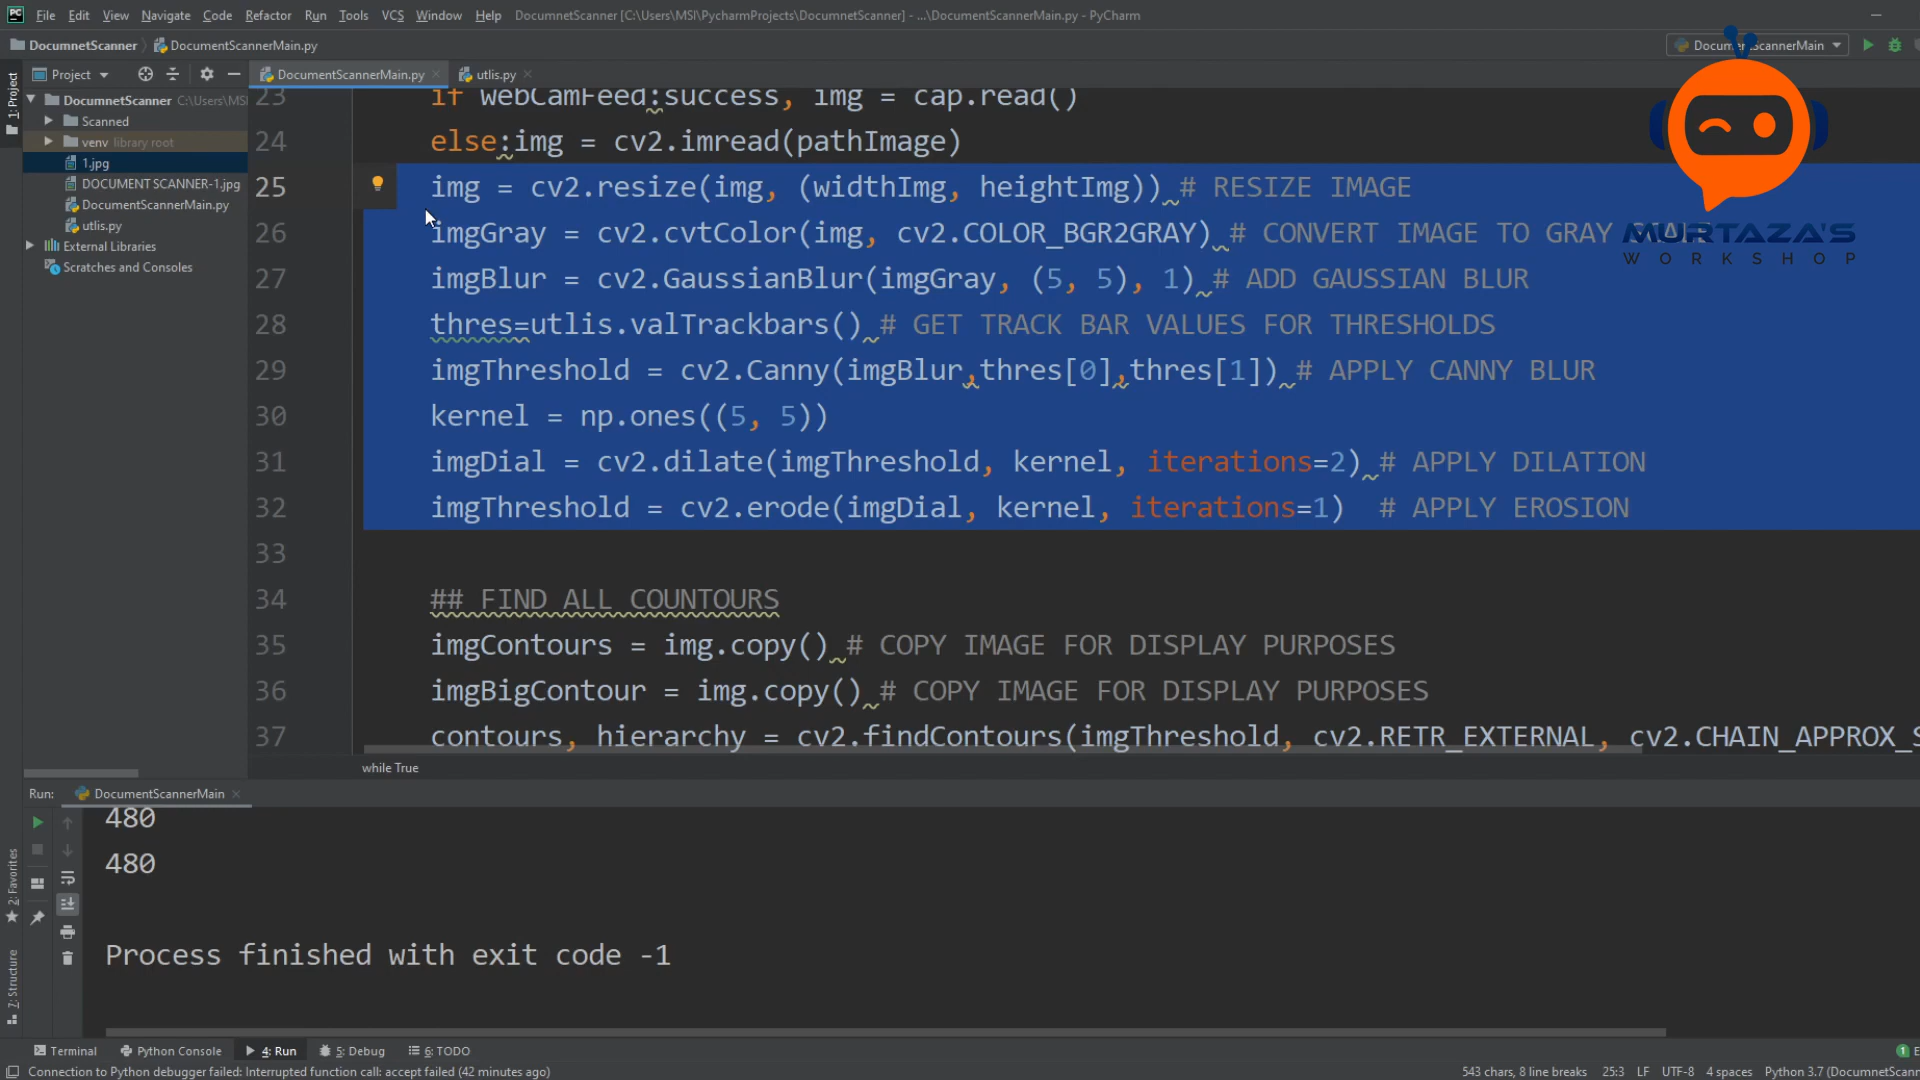 File Edit View Navigate Code Refactor Run Tools VCS Window Help DocumnetScanner [C:\Users\MSI\PycharmProjects\DocumnetScanner] - ...\DocumentScannerMain.py - PyCharm
DocumnetScanner DocumentScannerMain.py
DocumentScannerMain
1: Project
Project
DocumentScannerMain.py utlis.py
DocumnetScanner C:\Users\MSI
Scanned
venv library root
1.jpg
DOCUMENT SCANNER-1.jpg
DocumentScannerMain.py
utlis.py
External Libraries
Scratches and Consoles
23 if webCamFeed:success, img = cap.read()
24 else:img = cv2.imread(pathImage)
25 img = cv2.resize(img, (widthImg, heightImg)) # RESIZE IMAGE
26 imgGray = cv2.cvtColor(img, cv2.COLOR_BGR2GRAY) # CONVERT IMAGE TO GRAY
27 imgBlur = cv2.GaussianBlur(imgGray, (5, 5), 1) # ADD GAUSSIAN BLUR
28 thres=utlis.valTrackbars() # GET TRACK BAR VALUES FOR THRESHOLDS
29 imgThreshold = cv2.Canny(imgBlur,thres[0],thres[1]) # APPLY CANNY BLUR
30 kernel = np.ones((5, 5))
31 imgDial = cv2.dilate(imgThreshold, kernel, iterations=2) # APPLY DILATION
32 imgThreshold = cv2.erode(imgDial, kernel, iterations=1)  # APPLY EROSION
33
34 ## FIND ALL COUNTOURS
35 imgContours = img.copy() # COPY IMAGE FOR DISPLAY PURPOSES
36 imgBigContour = img.copy() # COPY IMAGE FOR DISPLAY PURPOSES
37 contours, hierarchy = cv2.findContours(imgThreshold, cv2.RETR_EXTERNAL, cv2.CHAIN_APPROX_S
while True
MURTAZA'S
WORKSHOP
Run: DocumentScannerMain
480
480
Process finished with exit code -1
2: Favorites
7: Structure
Terminal Python Console 4: Run 5: Debug 6: TODO
1 E
Connection to Python debugger failed: Interrupted function call: accept failed (42 minutes ago)
543 chars, 8 line breaks 25:3 LF UTF-8 4 spaces Python 3.7 (DocumnetScann